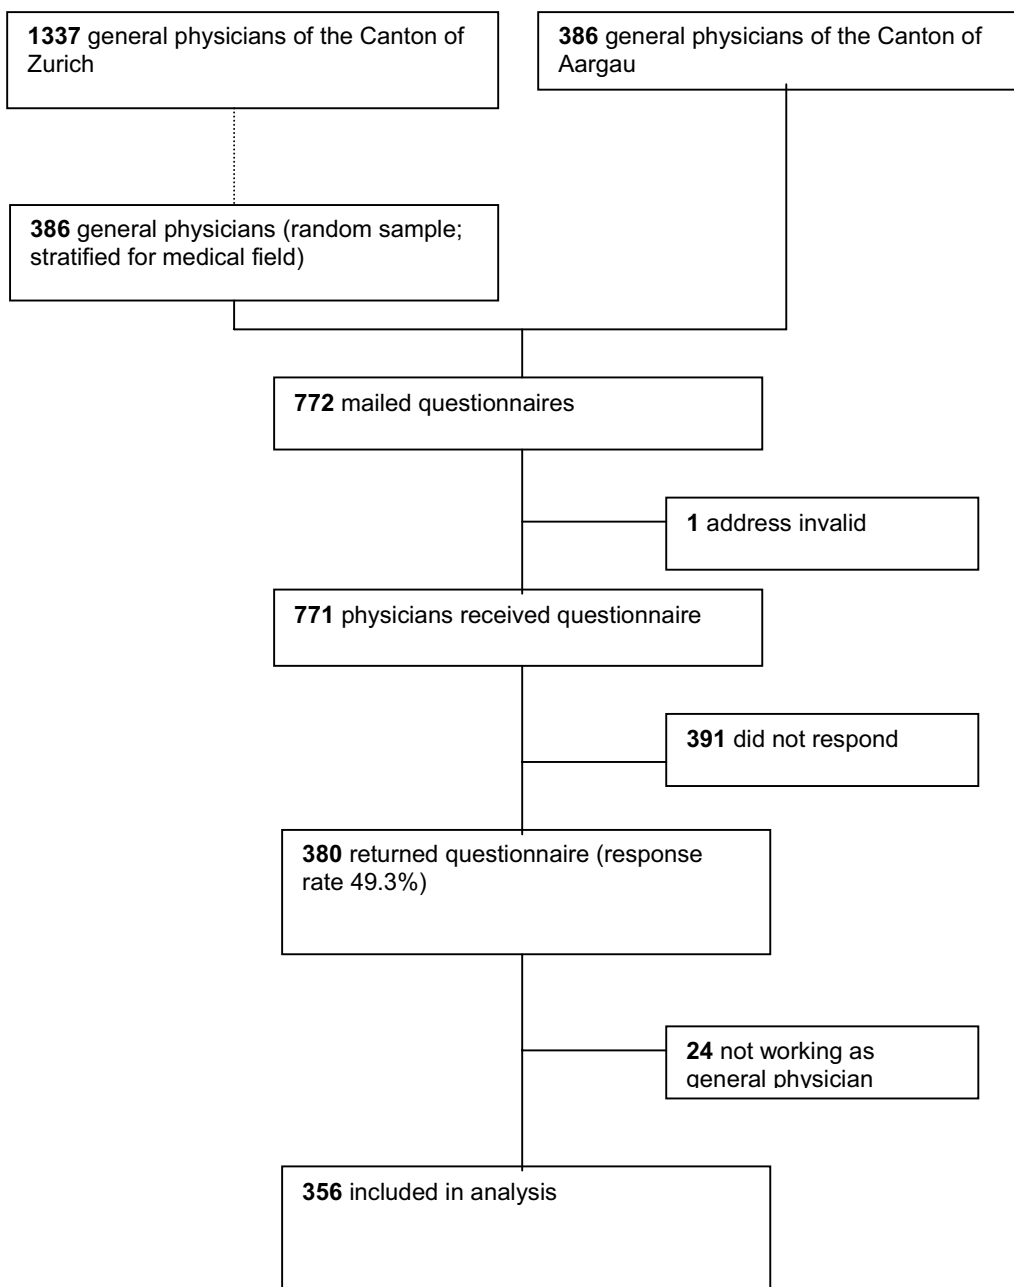 1337 general physicians of the Canton of
Zurich
386 general physicians of the Canton of
Aargau
386 general physicians (random sample;
stratified for medical field)
772 mailed questionnaires
1 address invalid
771 physicians received questionnaire
391 did not respond
380 returned questionnaire (response
rate 49.3%)
24 not working as
general physician
356 included in analysis